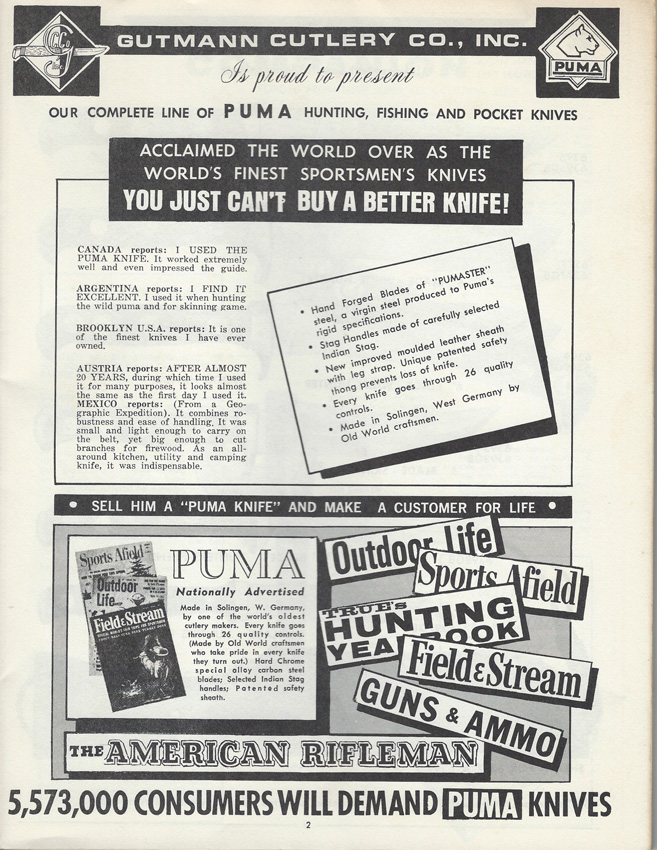 GUTMANN CUTLERY CO., INC.
PUMA
Is proud to present
OUR COMPLETE LINE OF PUMA HUNTING, FISHING AND POCKET KNIVES
ACCLAIMED THE WORLD OVER AS THE
WORLD'S FINEST SPORTSMEN'S KNIVES
YOU JUST CAN'T BUY A BETTER KNIFE!
CANADA reports: I USED THE
PUMA KNIFE. It worked extremely
well and even impressed the guide.
ARGENTINA reports: I FIND IT
EXCELLENT. I used it when hunting
the wild puma and for skinning game.
BROOKLYN U.S.A. reports: It is one
of the finest knives I have ever
owned.
AUSTRIA reports: AFTER ALMOST
20 YEARS, during which time I used
it for many purposes, it looks almost
the same as the first day I used it.
MEXICO reports: (From a Geo-
graphic Expedition). It combines ro-
bustness and ease of handling. It was
small and light enough to carry on
the belt, yet big enough to cut
branches for firewood. As an all-
around kitchen, utility and camping
knife, it was indispensable.
• Hand Forged Blades of "PUMASTER"
steel, a virgin steel produced to Puma's
rigid specifications.
• Stag Handles made of carefully selected
Indian Stag.
• New improved moulded leather sheath
with leg strap. Unique patented safety
thong prevents loss of knife.
• Every knife goes through 26 quality
controls.
• Made in Solingen, West Germany by
Old World craftsmen.
• SELL HIM A "PUMA KNIFE" AND MAKE A CUSTOMER FOR LIFE •
Sports Afield
Outdoor
Life
Field & Stream
PUMA
Nationally Advertised
Made in Solingen, W. Germany,
by one of the world's oldest
cutlery makers. Every knife goes
through 26 quality controls.
(Made by Old World craftsmen
who take pride in every knife
they turn out.) Hard Chrome
special alloy carbon steel
blades; Selected Indian Stag
handles; Patented safety
sheath.
Outdoor Life
Sports Afield
TRUE's
HUNTING
YEARBOOK
Field & Stream
GUNS & AMMO
THE AMERICAN RIFLEMAN
5,573,000 CONSUMERS WILL DEMAND PUMA KNIVES
2